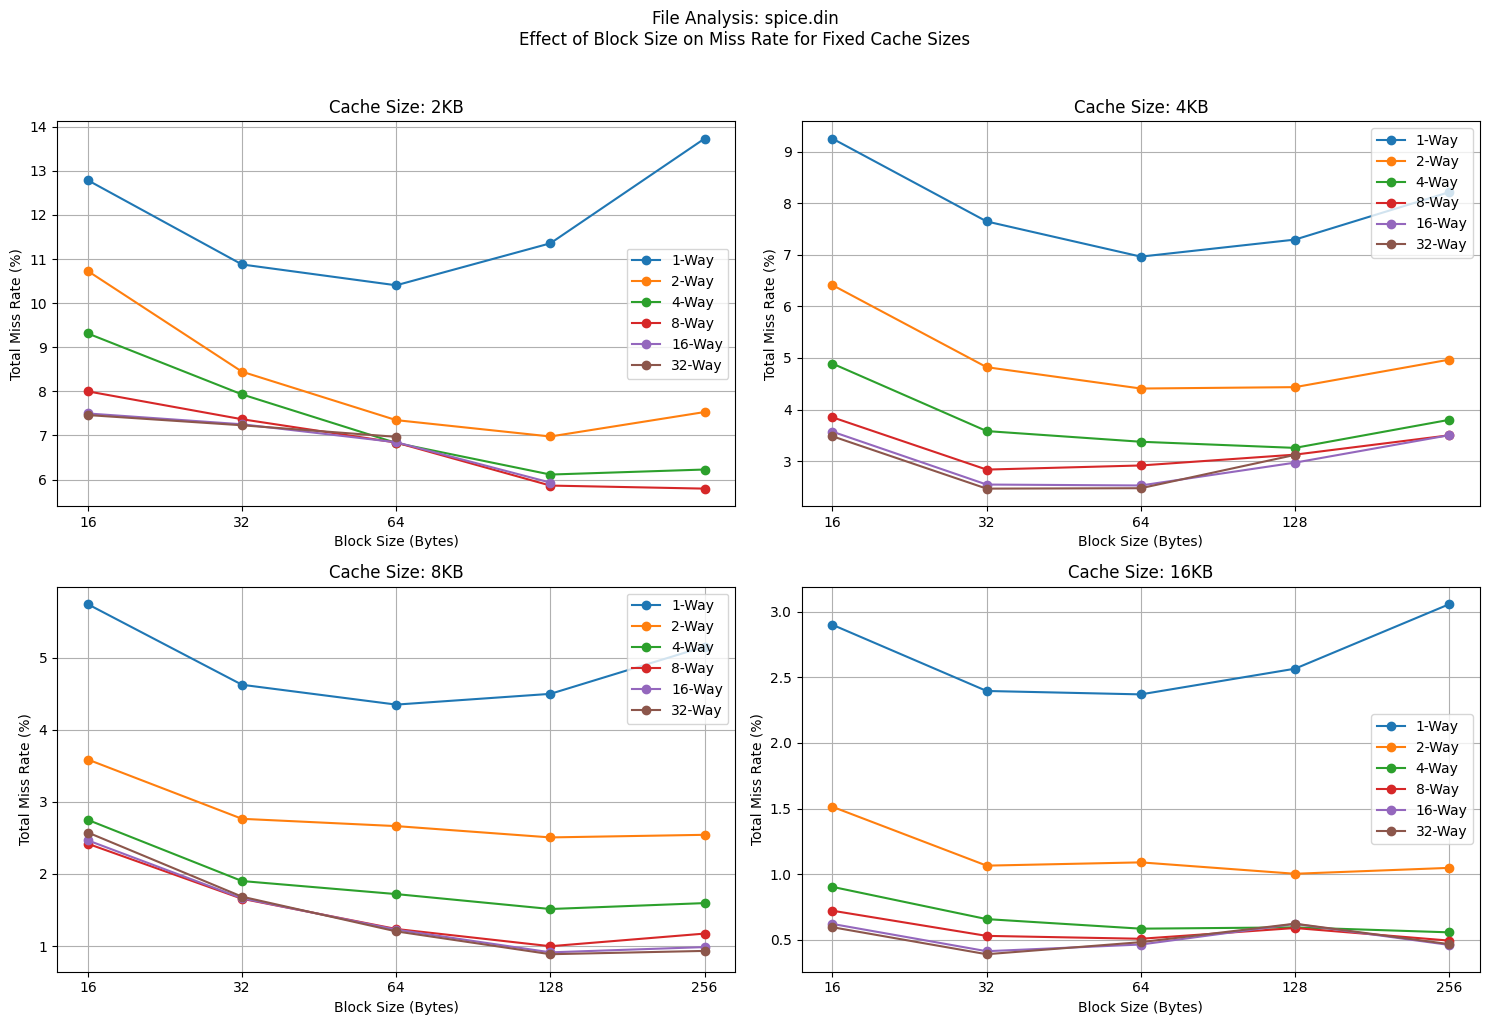 File Analysis: spice.din
Effect of Block Size on Miss Rate for Fixed Cache Sizes
Cache Size: 2KB
Total Miss Rate (%)
14
13
12
11
10
9
8
7
6
16
32
64
Block Size (Bytes)
1-Way
2-Way
4-Way
8-Way
16-Way
32-Way
Cache Size: 4KB
Total Miss Rate (%)
9
8
7
6
5
4
3
16
32
64
128
Block Size (Bytes)
1-Way
2-Way
4-Way
8-Way
16-Way
32-Way
Cache Size: 8KB
Total Miss Rate (%)
5
4
3
2
1
16
32
64
128
256
Block Size (Bytes)
1-Way
2-Way
4-Way
8-Way
16-Way
32-Way
Cache Size: 16KB
Total Miss Rate (%)
3.0
2.5
2.0
1.5
1.0
0.5
16
32
64
128
256
Block Size (Bytes)
1-Way
2-Way
4-Way
8-Way
16-Way
32-Way